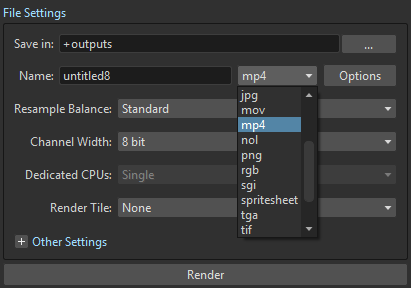 File Settings
Save in: +outputs ...
Name: untitled8 mp4 Options
jpg
Resample Balance: Standard
mov
mp4
Channel Width: 8 bit
nol
png
Dedicated CPUs: Single
rgb
sgi
spritesheet
Render Tile: None
tga
tif
+ Other Settings
Render